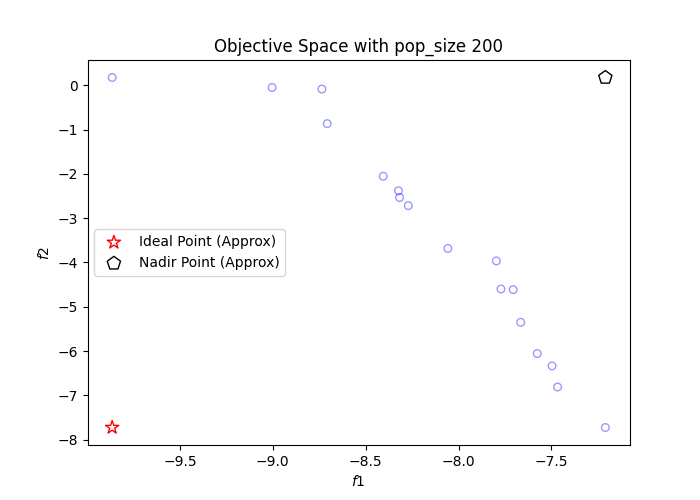 Objective Space with pop_size 200
0
−1
−2
−3
−4
−5
−6
−7
−8
f2
Ideal Point (Approx)
Nadir Point (Approx)
−9.5
−9.0
−8.5
−8.0
−7.5
f1